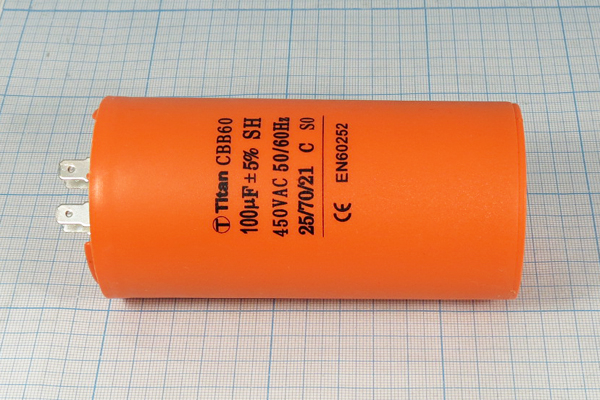 Titan CBB60
100µF±5% SH
450VAC 50/60Hz
25/70/21 C S0
CE EN60252